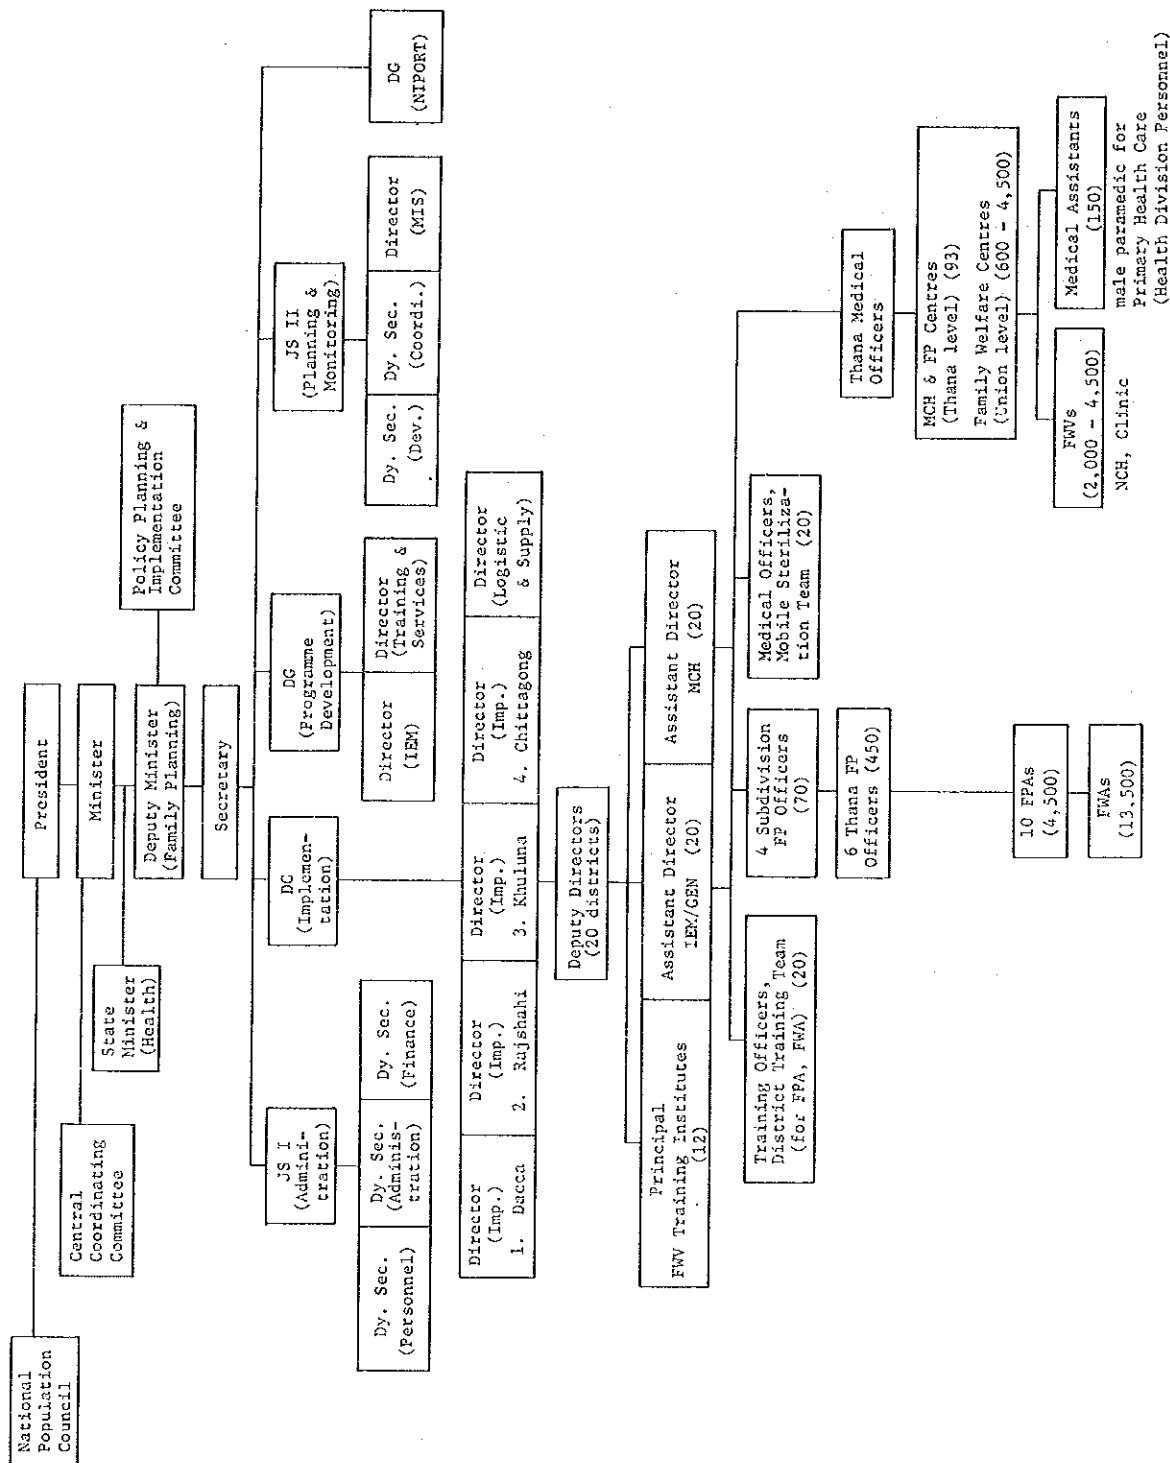 National
Population
Council
President
Central
Coordinating
Committee
Minister
State
Minister
(Health)
Deputy Minister
(Family Planning)
Policy Planning &
Implementation
Committee
Secretary
JS I
(Admini-
tration)
DG
(Implemen-
tation)
DG
(Programme
Development)
JS II
(Planning &
Monitoring)
DG
(NIPORT)
Dy. Sec.
(Personnel)
Dy. Sec.
(Adminis-
tration)
Dy. Sec.
(Finance)
Director
(IEM)
Director
(Training &
Services)
Dy. Sec.
(Dev.)
Dy. Sec.
(Coordi.)
Director
(MIS)
Director
(Imp.)
1. Dacca
Director
(Imp.)
2. Rajshahi
Director
(Imp.)
3. Khuluna
Director
(Imp.)
4. Chittagong
Director
(Logistic
& Supply)
Deputy Directors
(20 districts)
Principal
FWV Training Institutes
(12)
Assistant Director
IEM/GEN (20)
Assistant Director
MCH (20)
Training Officers,
District Training Team
(for FPA, FWA) (20)
4 Subdivision
FP Officers
(70)
Medical Officers,
Mobile Steriliza-
tion Team (20)
Thana Medical
Officers
6 Thana FP
Officers (450)
MCH & FP Centres
(Thana level) (93)
Family Welfare Centres
(Union level) (600 - 4,500)
10 FPAs
(4,500)
FWVs
(2,000 - 4,500)
Medical Assistants
(150)
FWAs
(13,500)
NCH, Clinic
male paramedic for
Primary Health Care
(Health Division Personnel)